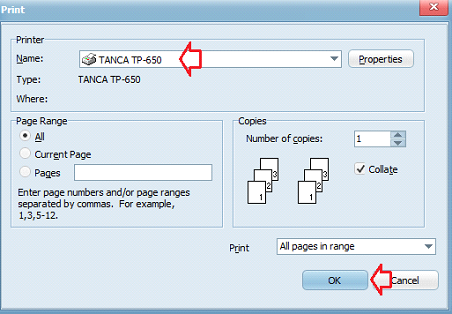 Print
Printer
Name:
TANCA TP-650
Properties
Type:
TANCA TP-650
Where:
Page Range
All
Current Page
Pages
Enter page numbers and/or page ranges
separated by commas. For example,
1,3,5-12.
Copies
Number of copies:
1
1 2 3
1 2 3
Collate
Print
All pages in range
OK
Cancel